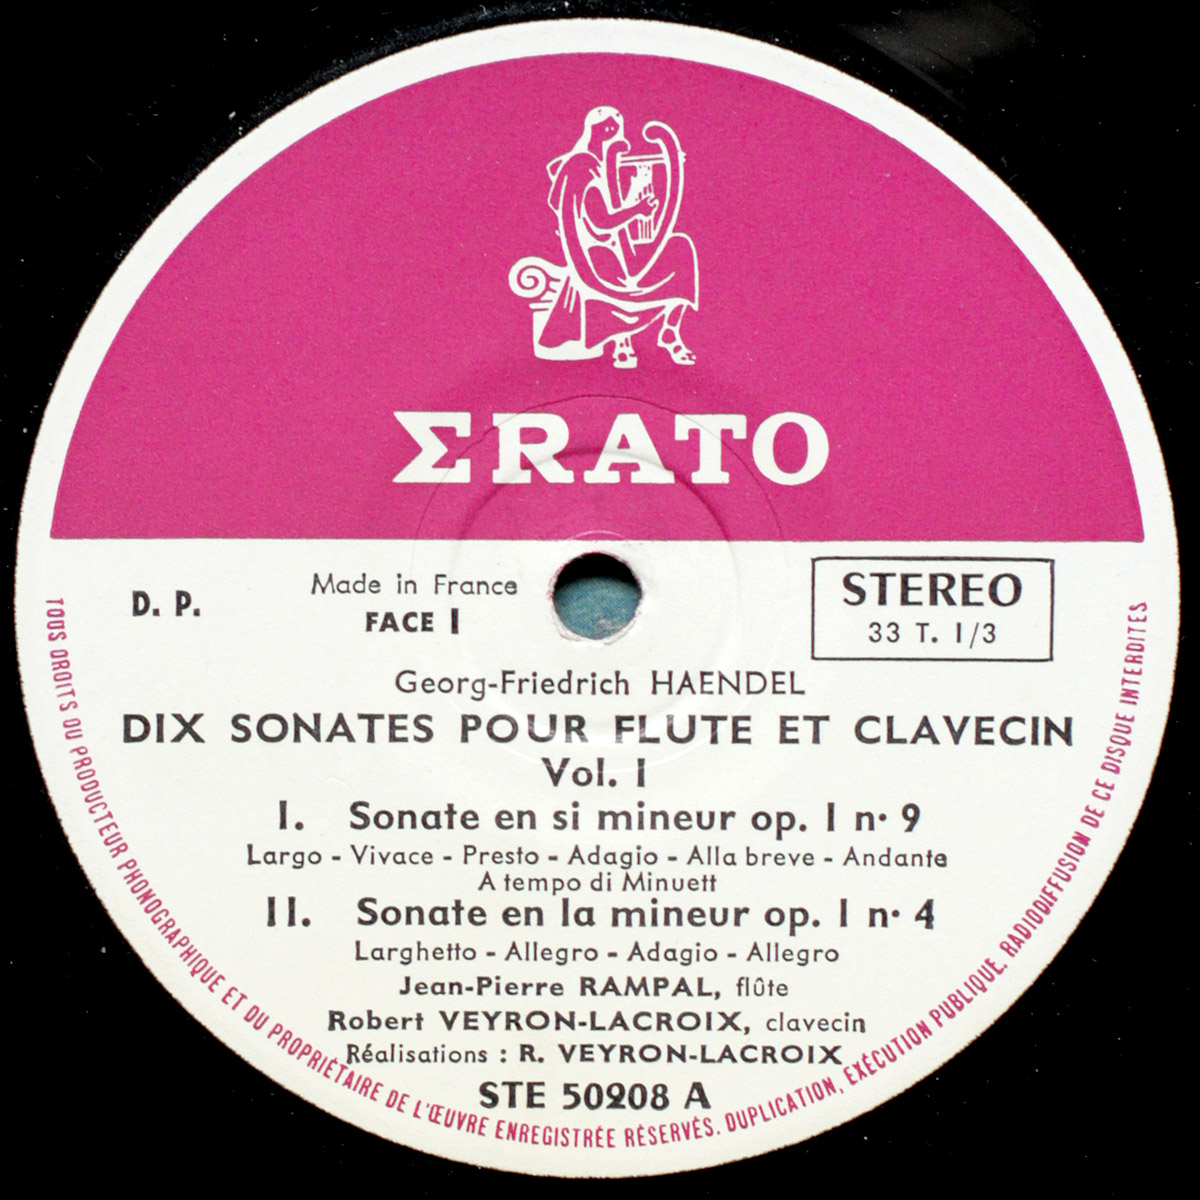 ΣRATO
D. P.
Made in France
FACE I
STEREO
33 T. 1/3
Georg-Friedrich HAENDEL
DIX SONATES POUR FLUTE ET CLAVECIN
Vol. I
I. Sonate en si mineur op. I n· 9
Largo - Vivace - Presto - Adagio - Alla breve - Andante
A tempo di Minuett
II. Sonate en la mineur op. I n· 4
Larghetto - Allegro - Adagio - Allegro
Jean-Pierre RAMPAL, flûte
Robert VEYRON-LACROIX, clavecin
Réalisations : R. VEYRON-LACROIX
STE 50208 A
TOUS DROITS DU PRODUCTEUR PHONOGRAPHIQUE ET DU PROPRIÉTAIRE DE L'ŒUVRE ENREGISTRÉE RÉSERVÉS. DUPLICATION, EXÉCUTION PUBLIQUE, RADIODIFFUSION DE CE DISQUE INTERDITES